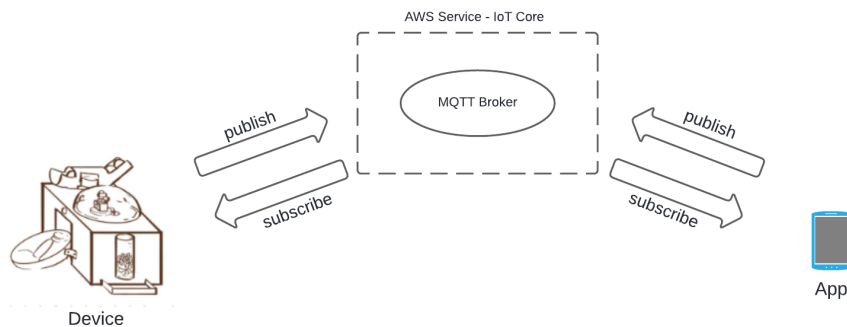 AWS Service - IoT Core
MQTT Broker
publish
subscribe
publish
subscribe
Device
App